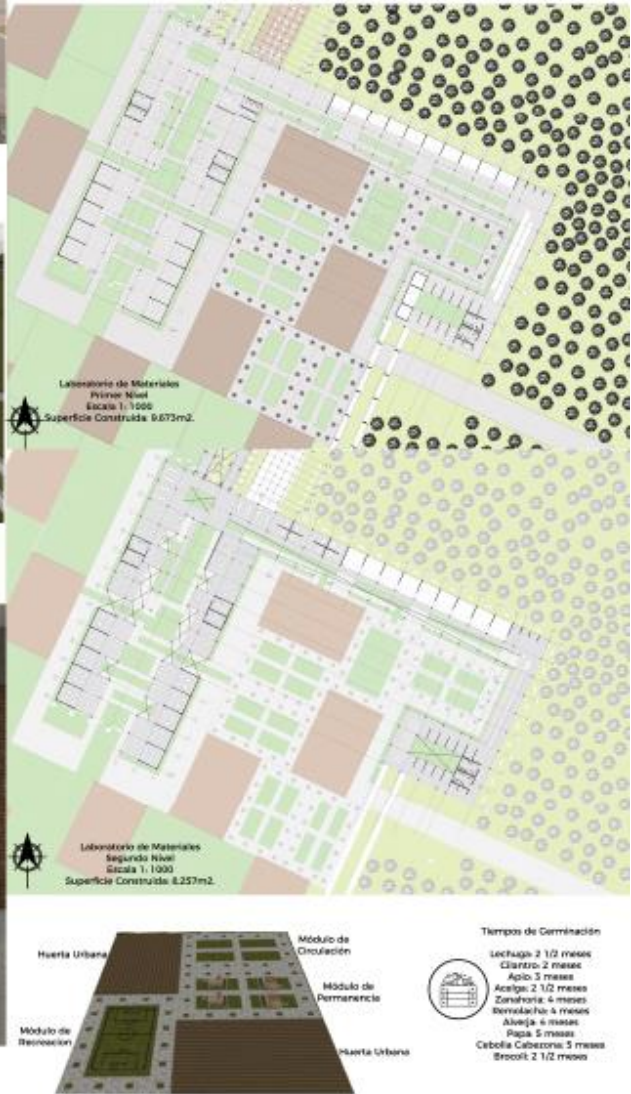 Laboratorio de Materiales
Primer Nivel
Escala 1: 1000
Superficie Construida: 9.673m2.
Laboratorio de Materiales
Segundo Nivel
Escala 1: 1000
Superficie Construida: 8.257m2.
Huerta Urbana
Módulo de
Circulación
Módulo de
Permanencia
Módulo de
Recreacion
Huerta Urbana
Tiempos de Germinación
Lechuga: 2 1/2 meses
Cilantro: 2 meses
Apio: 3 meses
Acelga: 2 1/2 meses
Zanahoria: 4 meses
Remolacha: 4 meses
Alverja: 4 meses
Papa: 5 meses
Cebolla Cabezona: 5 meses
Brocoli: 2 1/2 meses